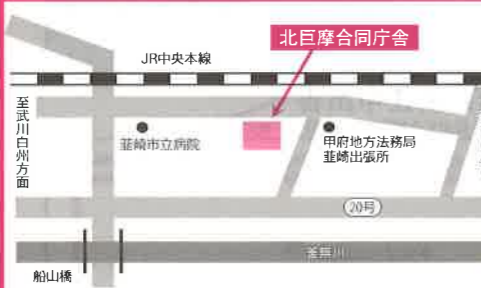 北巨摩合同庁舎
JR中央本線
至武川白州方面
韮崎市立病院
甲府地方法務局
韮崎出張所
20号
釜無川
船山橋